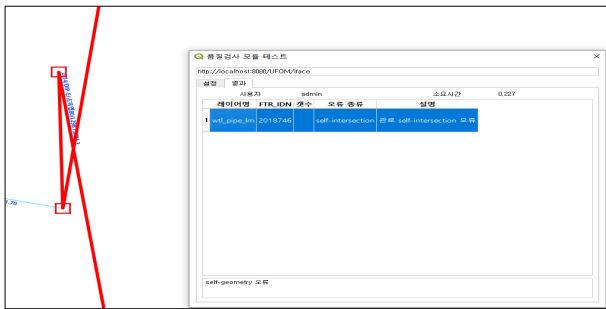 품질검사 모듈 테스트
http://localhost:8080/UFQM/Iface
설정 결과
사용자 admin 소요시간 0.227
레이어명 FTR_IDN 갯수 오류 종류 설명
1 wtl_pipe_lm 2018746 self-intersection 관로 self-intersection 오류
self-geometry 오류